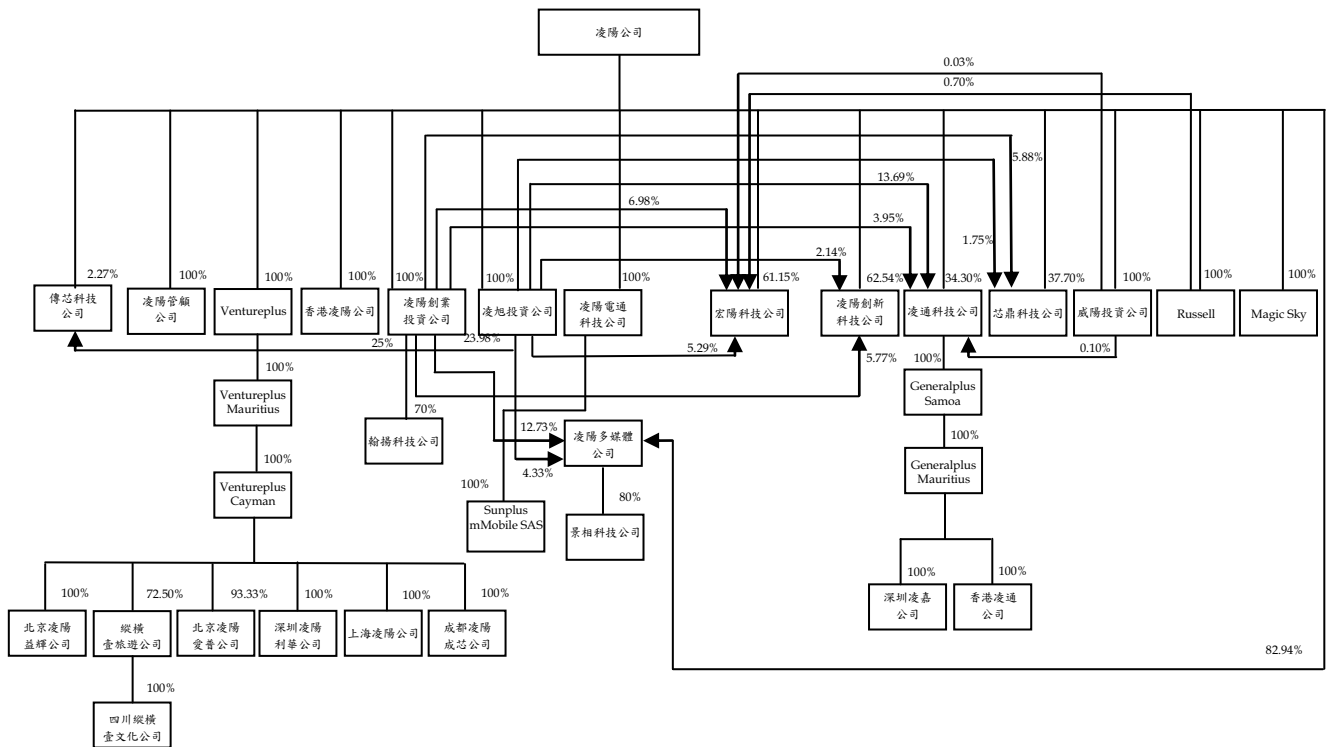 凌陽公司
0.03%
0.70%
5.88%
13.69%
6.98%
3.95%
1.75%
2.14%
2.27%
100%
100%
100%
100%
100%
100%
61.15%
62.54%
34.30%
37.70%
100%
100%
100%
傳芯科技
公司
凌陽管顧
公司
Ventureplus
香港凌陽公司
凌陽創業
投資公司
凌旭投資公司
凌陽電通
科技公司
宏陽科技公司
凌陽創新
科技公司
凌通科技公司
芯鼎科技公司
威陽投資公司
Russell
Magic Sky
25%
23.98%
5.29%
5.77%
100%
0.10%
100%
Ventureplus
Mauritius
Generalplus
Samoa
70%
12.73%
翰揚科技公司
凌陽多媒體
公司
100%
100%
4.33%
Generalplus
Mauritius
Ventureplus
Cayman
100%
80%
Sunplus
mMobile SAS
景相科技公司
100%
100%
深圳凌嘉
公司
香港凌通
公司
100%
72.50%
93.33%
100%
100%
100%
北京凌陽
益輝公司
縱橫
壹旅遊公司
北京凌陽
愛普公司
深圳凌陽
利華公司
上海凌陽公司
成都凌陽
成芯公司
82.94%
100%
四川縱橫
壹文化公司